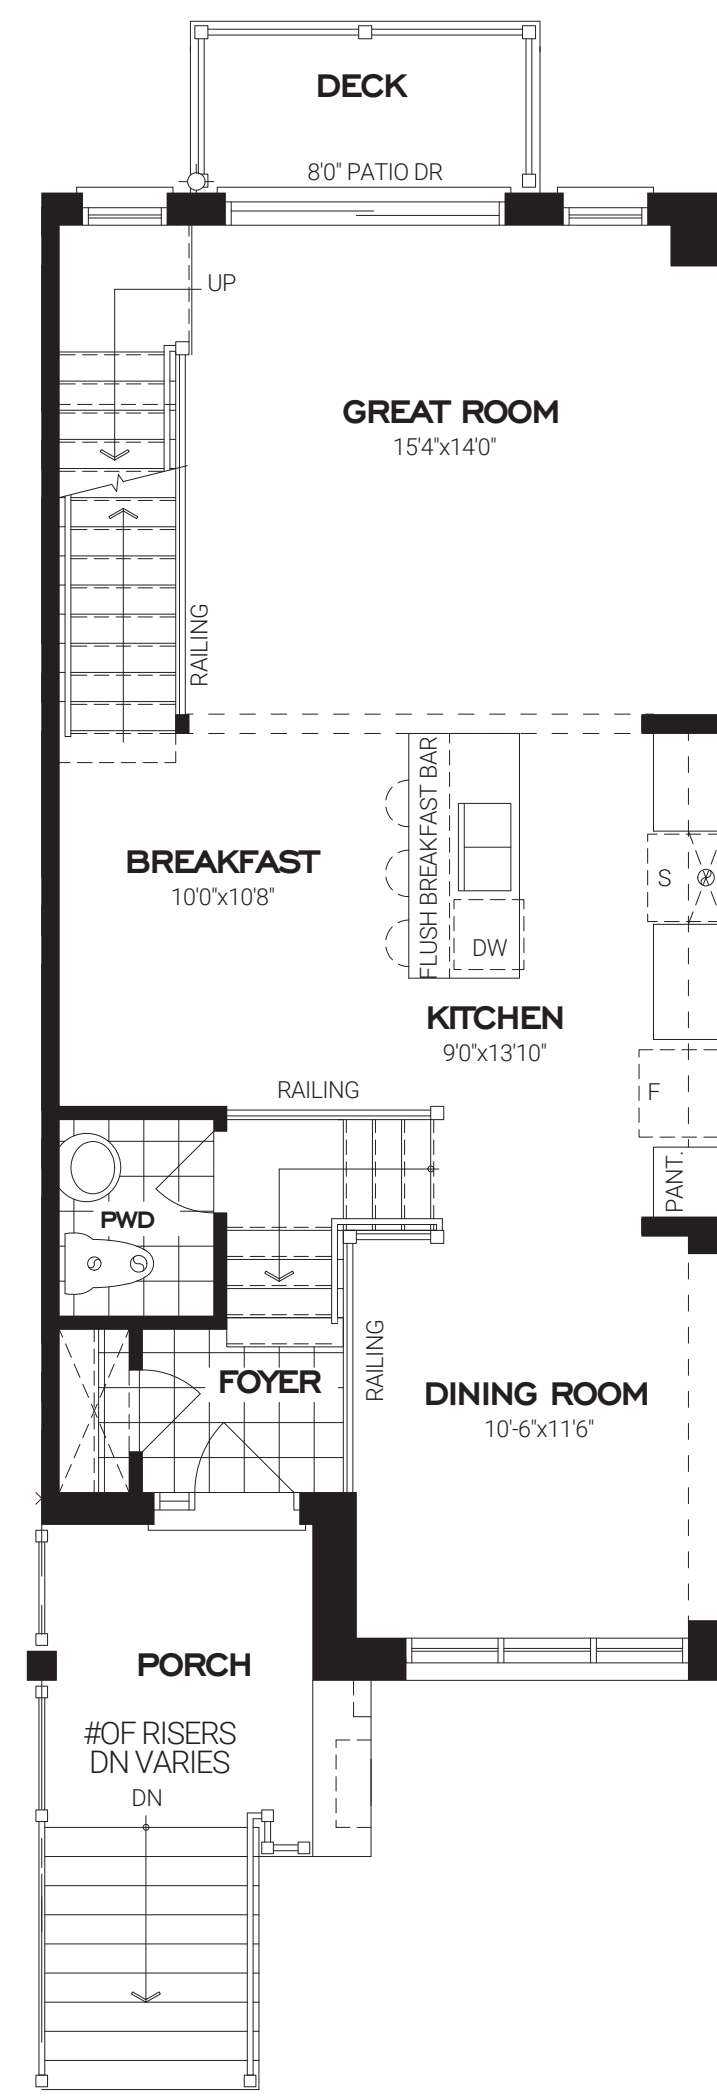 DECK
8'0" PATIO DR
UP
GREAT ROOM
15'4"x14'0"
RAILING
FLUSH BREAKFAST BAR
BREAKFAST
10'0"x10'8"
S
DW
KITCHEN
9'0"x13'10"
F
RAILING
PANT.
PWD
RAILING
FOYER
DINING ROOM
10'-6"x11'6"
PORCH
#OF RISERS
DN VARIES
DN